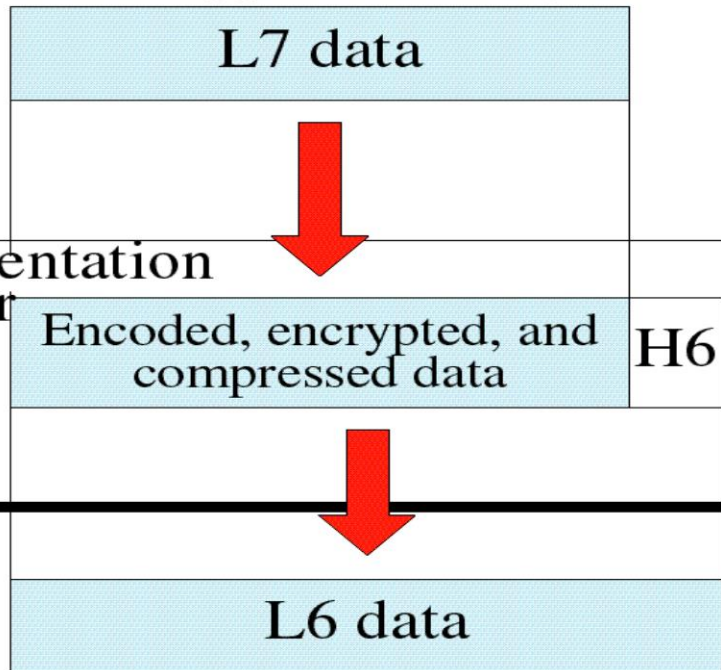 L7 data
entation
r
Encoded, encrypted, and
compressed data
H6
L6 data